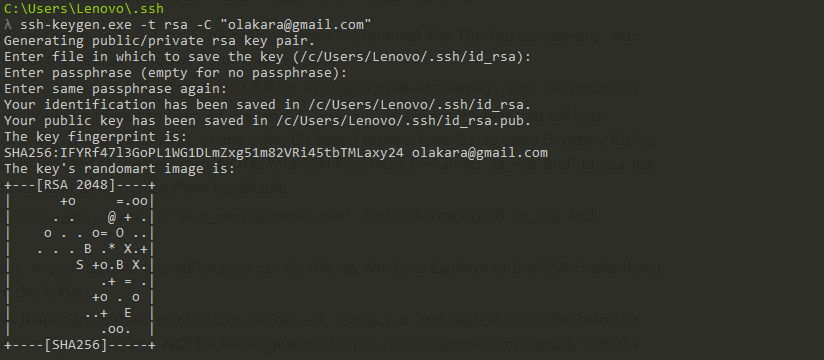 C:\Users\Lenovo\.ssh
λ ssh-keygen.exe -t rsa -C "olakara@gmail.com"
Generating public/private rsa key pair.
Enter file in which to save the key (/c/Users/Lenovo/.ssh/id_rsa):
Enter passphrase (empty for no passphrase):
Enter same passphrase again:
Your identification has been saved in /c/Users/Lenovo/.ssh/id_rsa.
Your public key has been saved in /c/Users/Lenovo/.ssh/id_rsa.pub.
The key fingerprint is:
SHA256:IFYRf47l3GoPL1WG1DLmZxg51m82VRi45tbTMLaxy24 olakara@gmail.com
The key's randomart image is:
+---[RSA 2048]----+
|      +o     =.oo|
|     . .    @ + .|
|    o . . o= O ..|
|   . . . B .* X.+|
|        S +o.B X.|
|           .+ = .|
|          +o . o |
|         ..+  E  |
|           .oo.  |
+----[SHA256]-----+